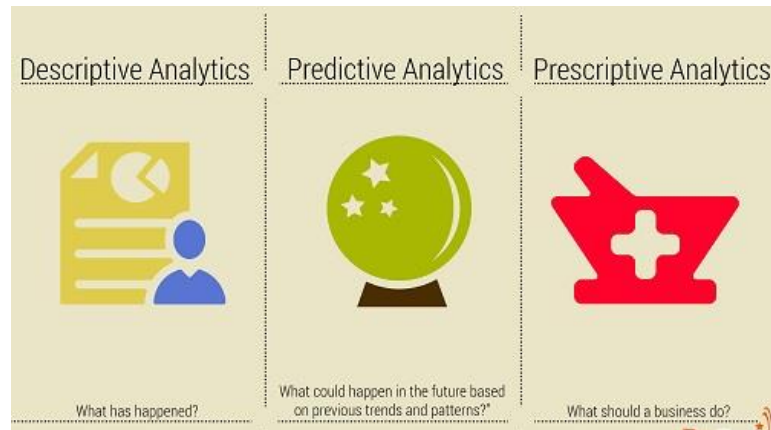 Descriptive Analytics
Predictive Analytics
Prescriptive Analytics
What has happened?
What could happen in the future based
on previous trends and patterns?"
What should a business do?